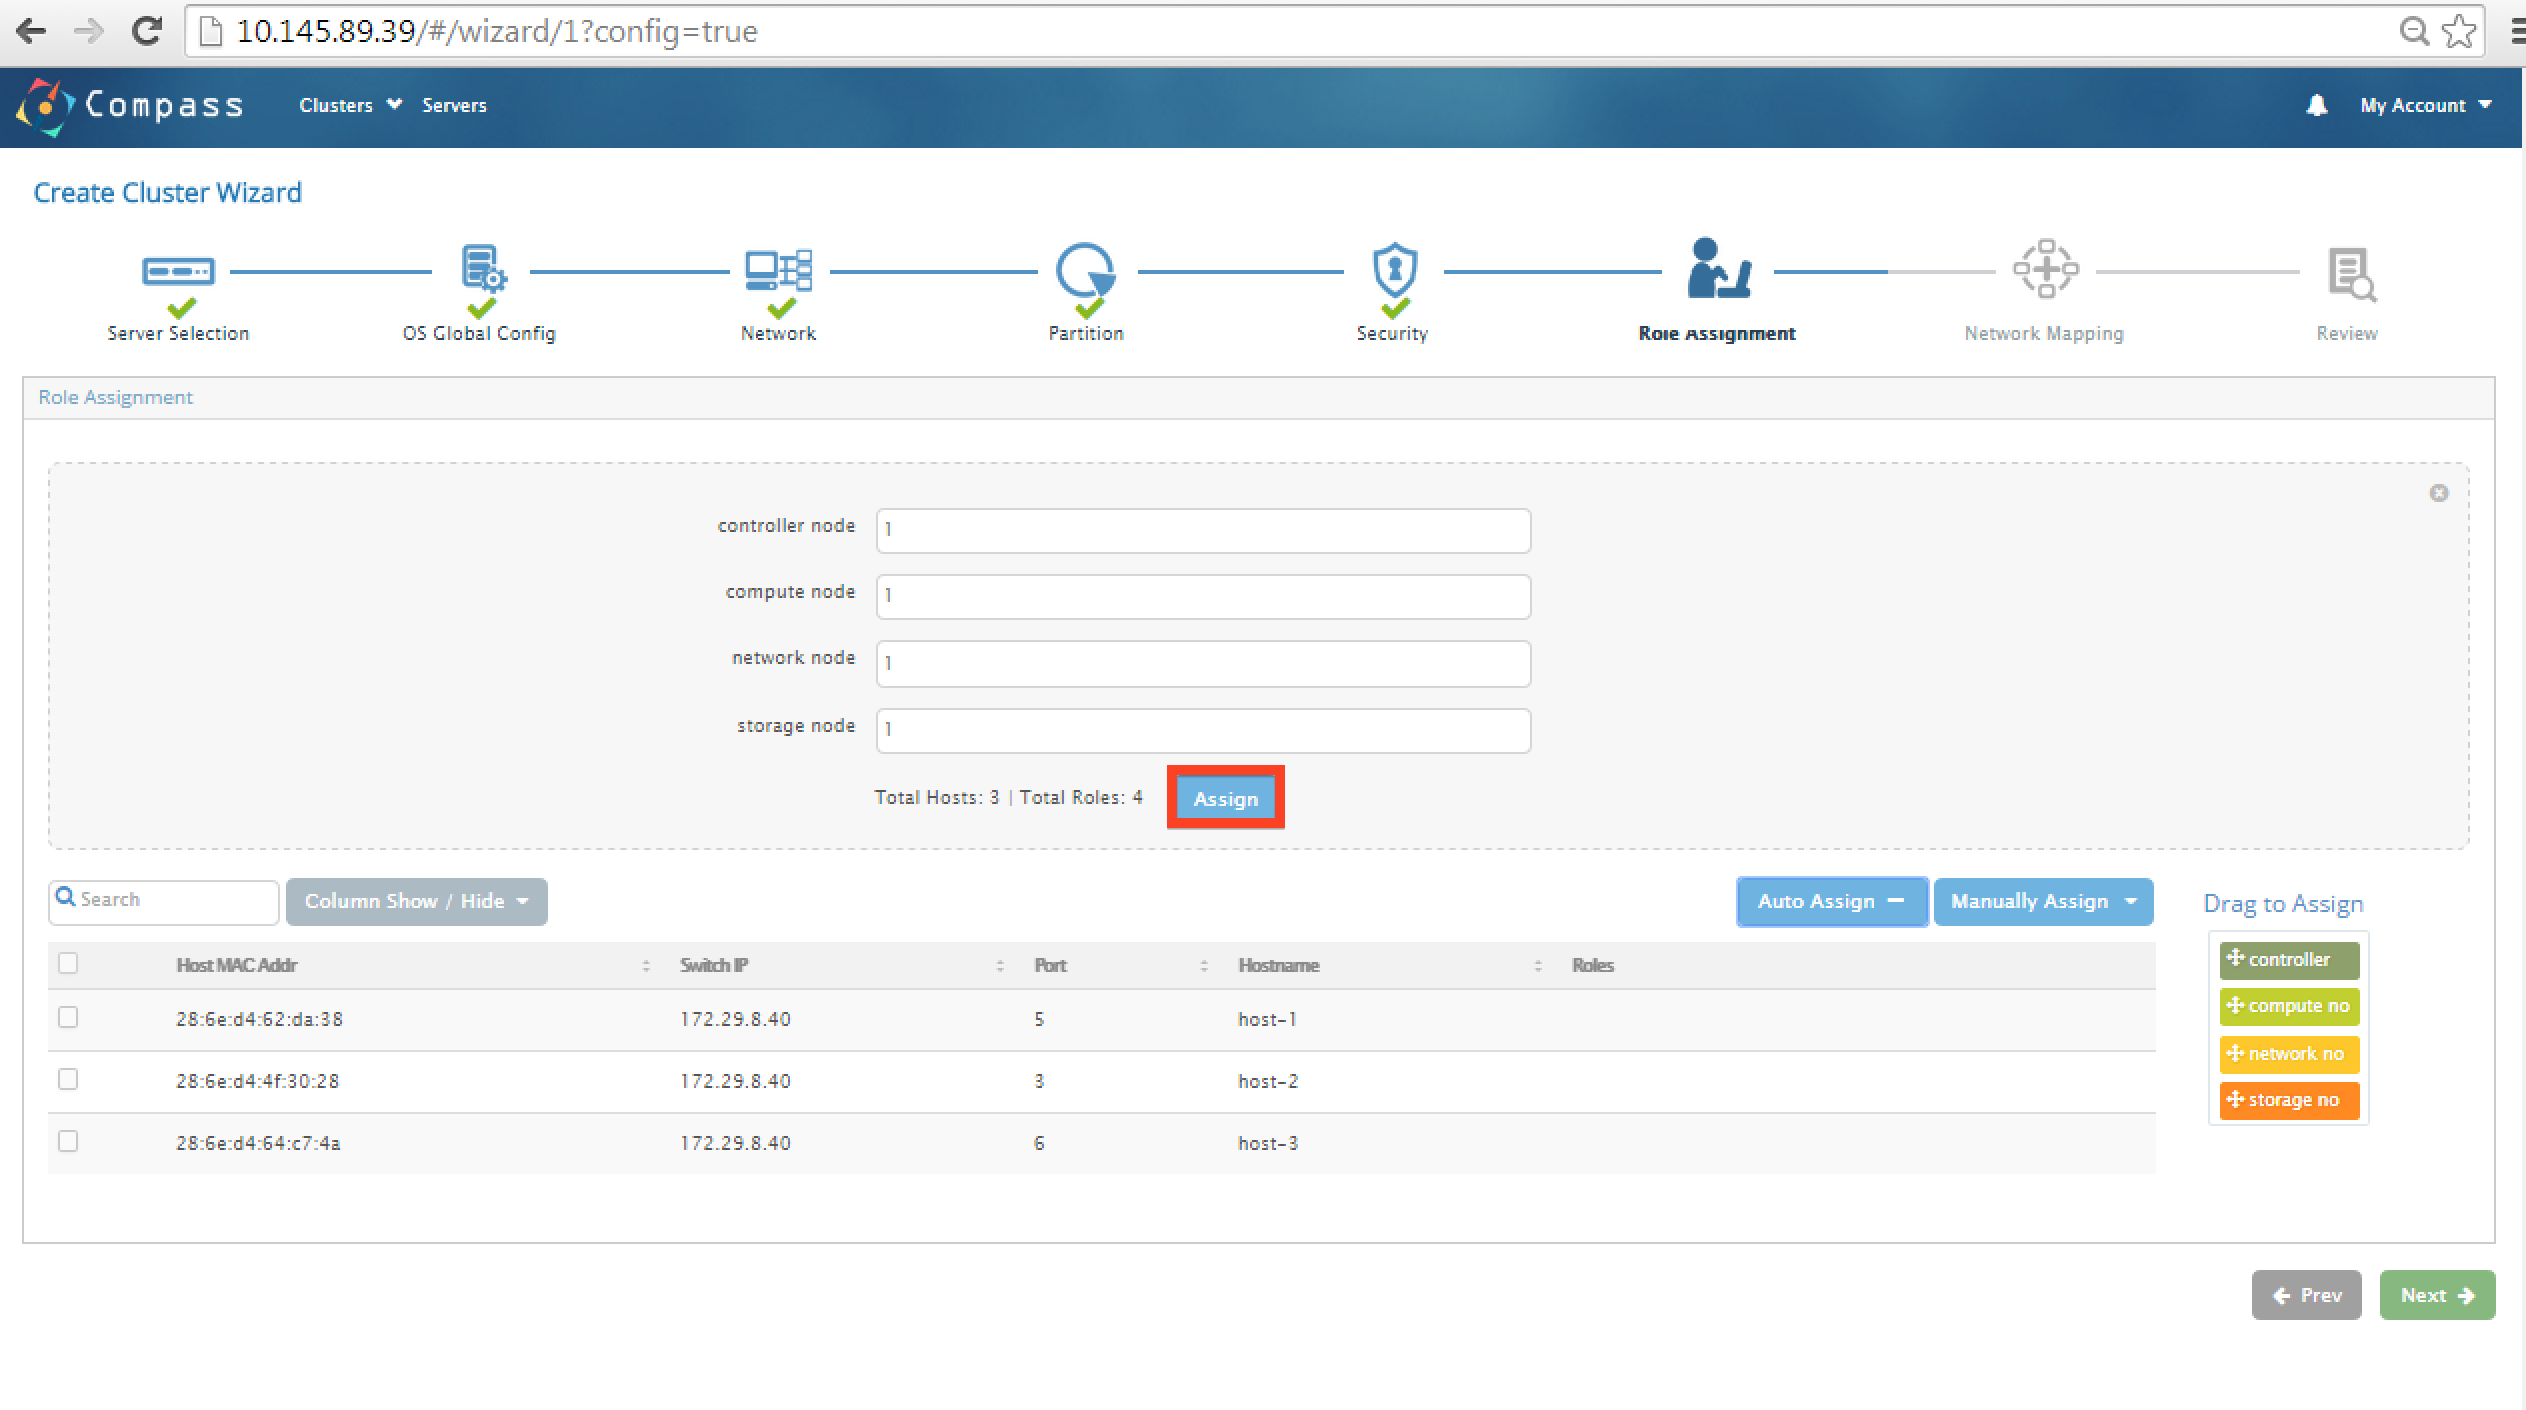 10.145.89.39/#/wizard/1?config=true
Compass Clusters Servers My Account
Create Cluster Wizard
Server Selection OS Global Config Network Partition Security Role Assignment Network Mapping Review
Role Assignment
controller node 1
compute node 1
network node 1
storage node 1
Total Hosts: 3 | Total Roles: 4 Assign
Search Column Show / Hide Auto Assign Manually Assign Drag to Assign
Host MAC Addr Switch IP Port Hostname Roles
28:6e:d4:62:da:38 172.29.8.40 5 host-1
28:6e:d4:4f:30:28 172.29.8.40 3 host-2
28:6e:d4:64:c7:4a 172.29.8.40 6 host-3
controller
compute no
network no
storage no
Prev Next